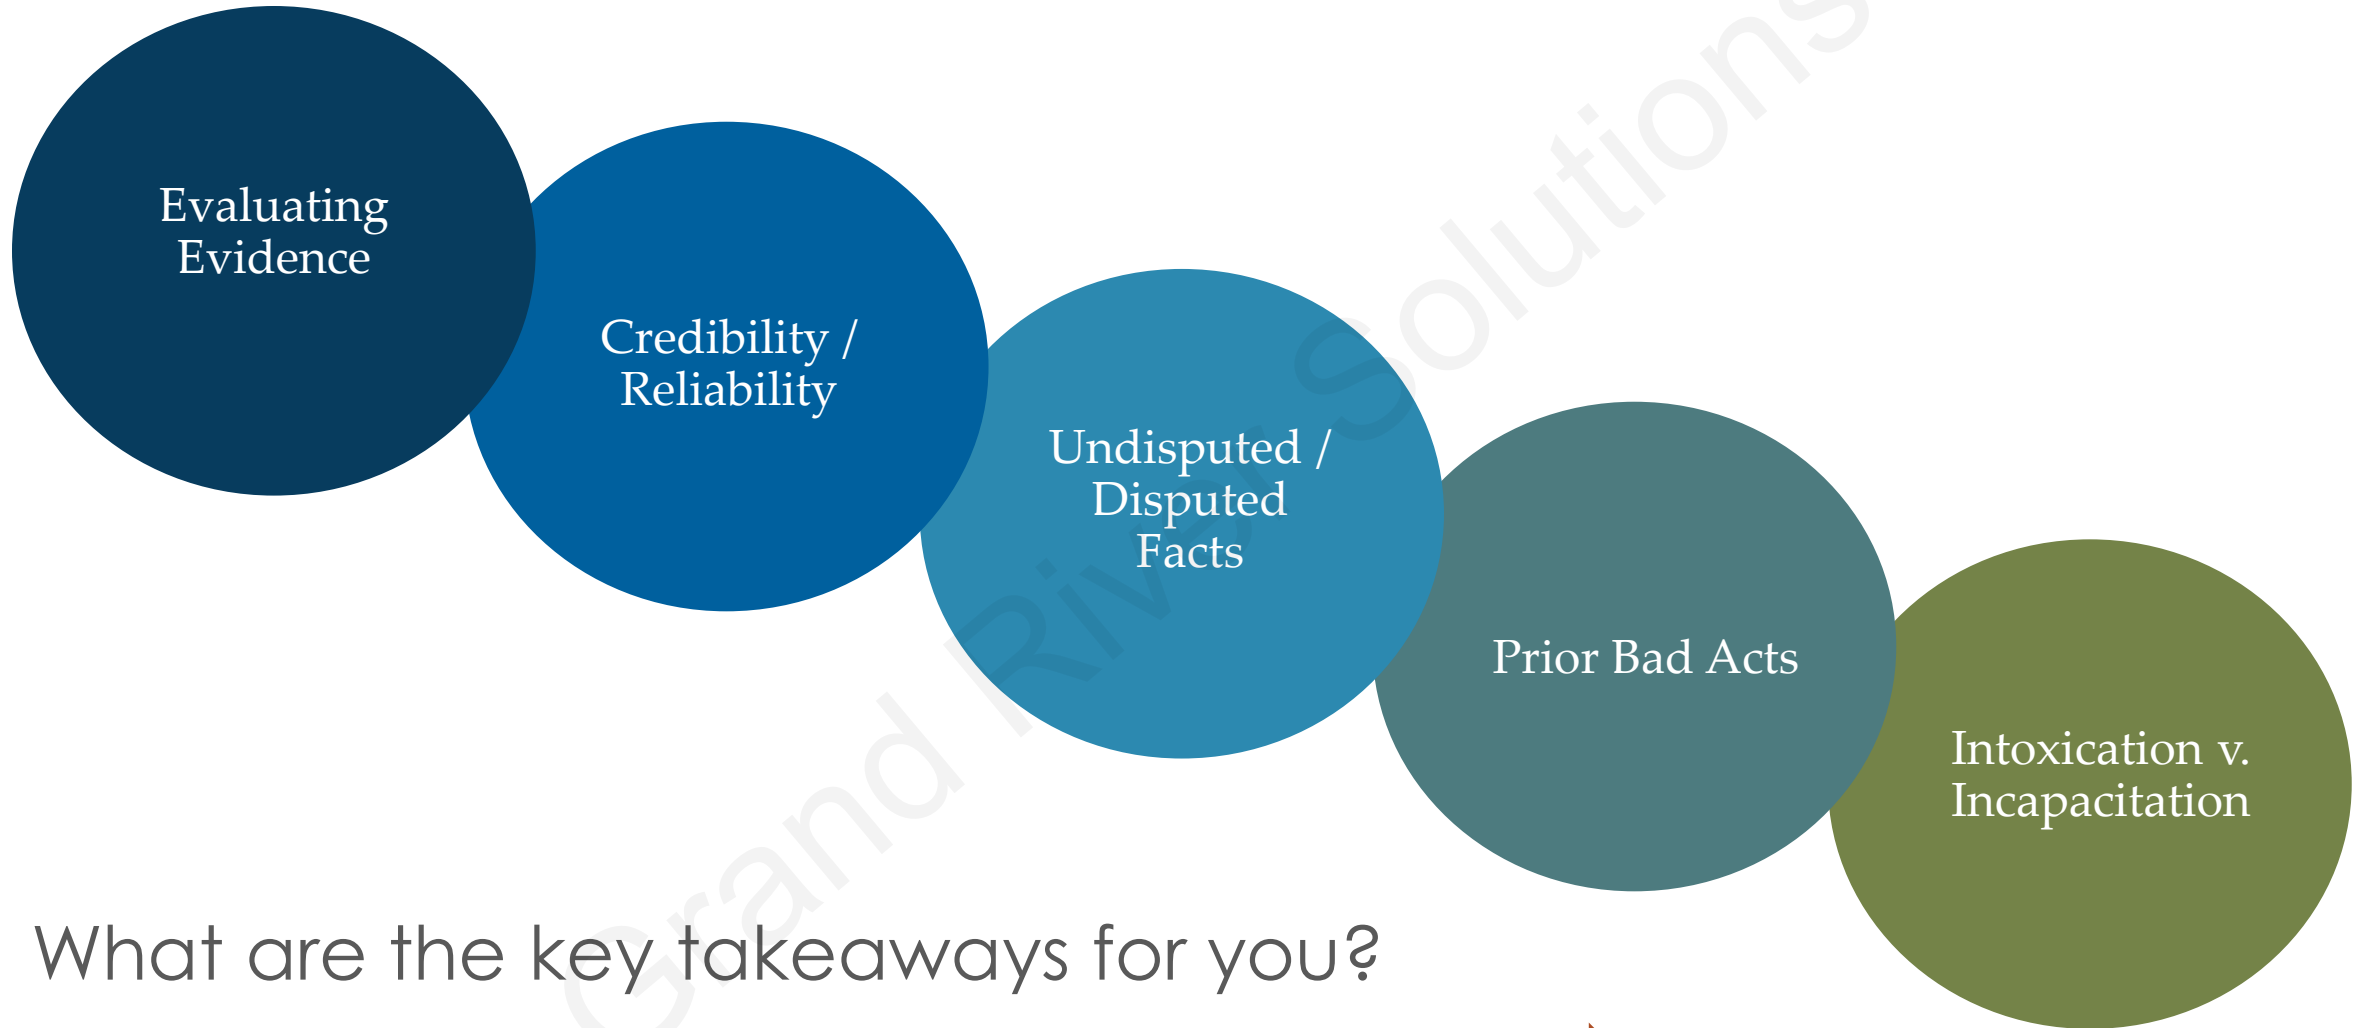 Evaluating
Evidence
Credibility /
Reliability
Undisputed /
Disputed
Facts
Prior Bad Acts
Intoxication v.
Incapacitation
What are the key takeaways for you?
Grand River Solutions